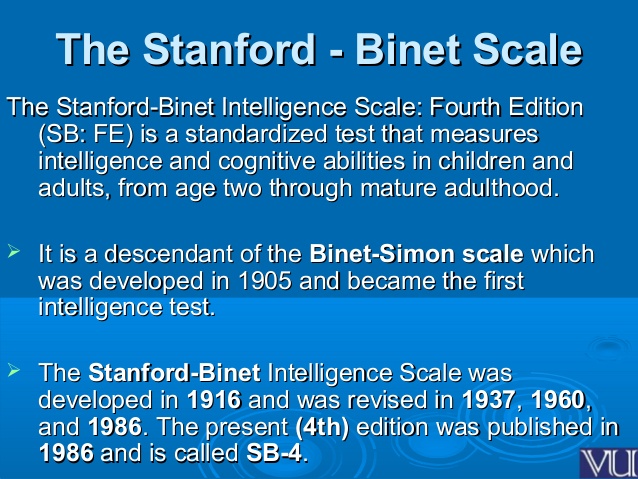 The Stanford - Binet Scale
The Stanford-Binet Intelligence Scale: Fourth Edition
(SB: FE) is a standardized test that measures
intelligence and cognitive abilities in children and
adults, from age two through mature adulthood.
It is a descendant of the Binet-Simon scale which
was developed in 1905 and became the first
intelligence test.
The Stanford-Binet Intelligence Scale was
developed in 1916 and was revised in 1937, 1960,
and 1986. The present (4th) edition was published in
1986 and is called SB-4.
VU